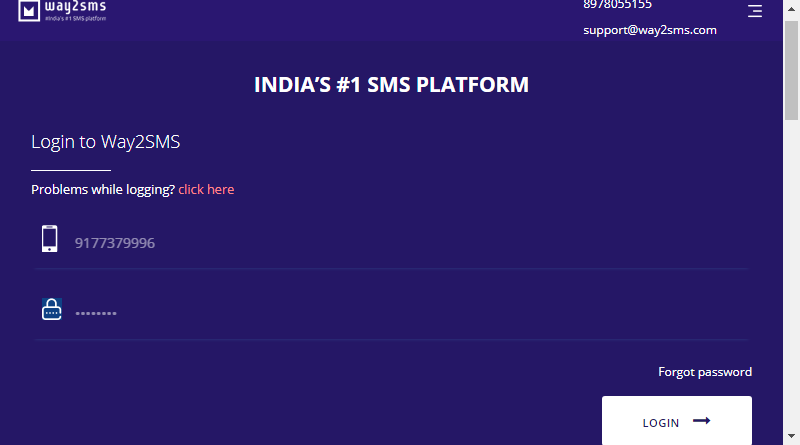 way2sms
#India's #1 SMS platform
8978055155
support@way2sms.com
INDIA’S #1 SMS PLATFORM
Login to Way2SMS
Problems while logging? click here
9177379996
••••••••
Forgot password
LOGIN